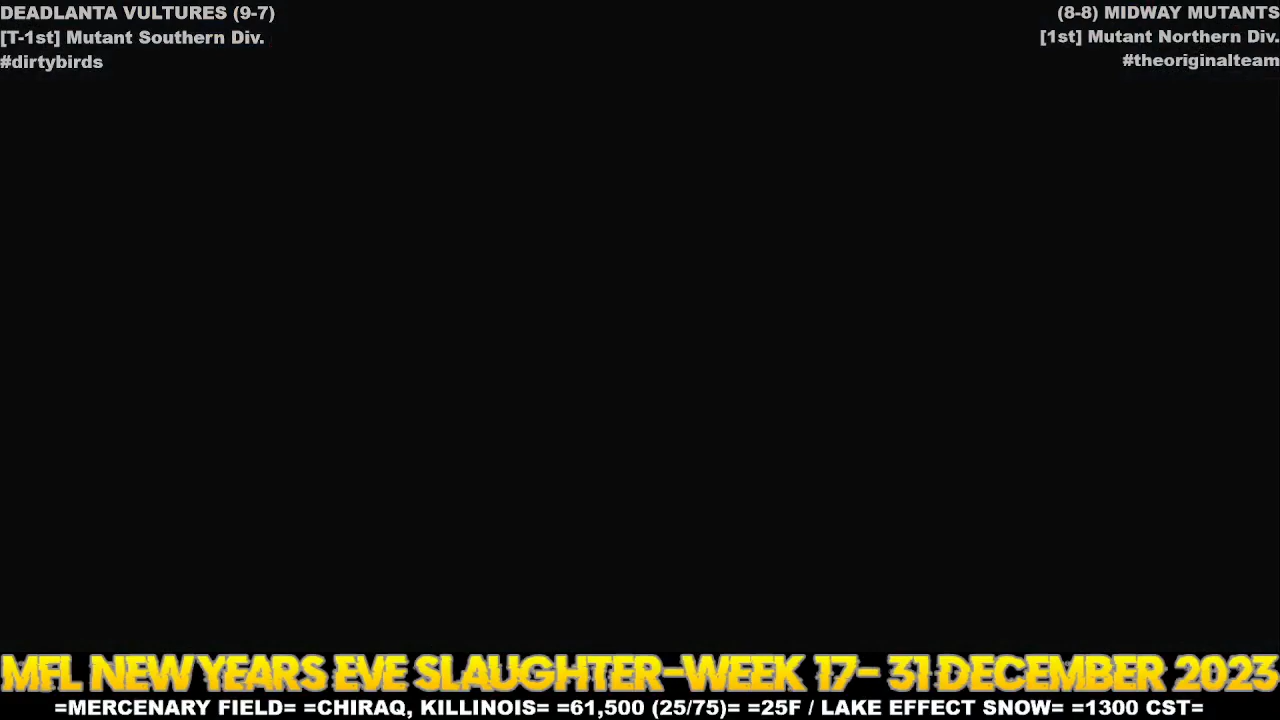 DEADLANTA VULTURES (9-7)
[T-1st] Mutant Southern Div.
#dirtybirds
(8-8) MIDWAY MUTANTS
[1st] Mutant Northern Div.
#theoriginalteam
MFL NEW YEARS EVE SLAUGHTER-WEEK 17- 31 DECEMBER 2023
=MERCENARY FIELD= =CHIRAQ, KILLINOIS= =61,500 (25/75)= =25F / LAKE EFFECT SNOW= =1300 CST=